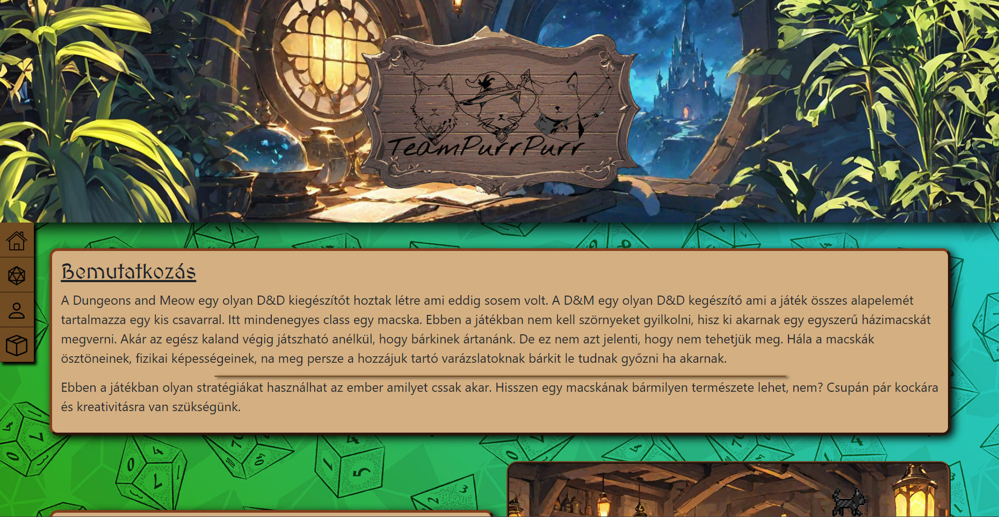 TeamPurrPurr
Bemutatkozás
A Dungeons and Meow egy olyan D&D kiegészítőt hoztak létre ami eddig sosem volt. A D&M egy olyan D&D kegészítő ami a játék összes alapelemét
tartalmazza egy kis csavarral. Itt mindenegyes class egy macska. Ebben a játékban nem kell szörnyeket gyilkolni, hisz ki akarnak egy egyszerű házimacskát
megverni. Akár az egész kaland végig játszható anélkül, hogy bárkinek ártanánk. De ez nem azt jelenti, hogy nem tehetjük meg. Hála a macskák
ösztöneinek, fizikai képességeinek, na meg persze a hozzájuk tartó varázslatoknak bárkit le tudnak győzni ha akarnak.
Ebben a játékban olyan stratégiákat használhat az ember amilyet cssak akar. Hisszen egy macskának bármilyen természete lehet, nem? Csupán pár kockára
és kreativitásra van szükségünk.